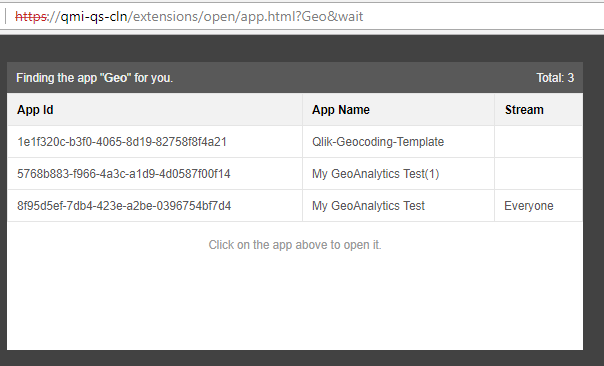 https://qmi-qs-cln/extensions/open/app.html?Geo&wait
Finding the app "Geo" for you. Total: 3
App Id App Name Stream
1e1f320c-b3f0-4065-8d19-82758f8f4a21 Qlik-Geocoding-Template
5768b883-f966-4a3c-a1d9-4d0587f00f14 My GeoAnalytics Test(1)
8f95d5ef-7db4-423e-a2be-0396754bf7d4 My GeoAnalytics Test Everyone
Click on the app above to open it.